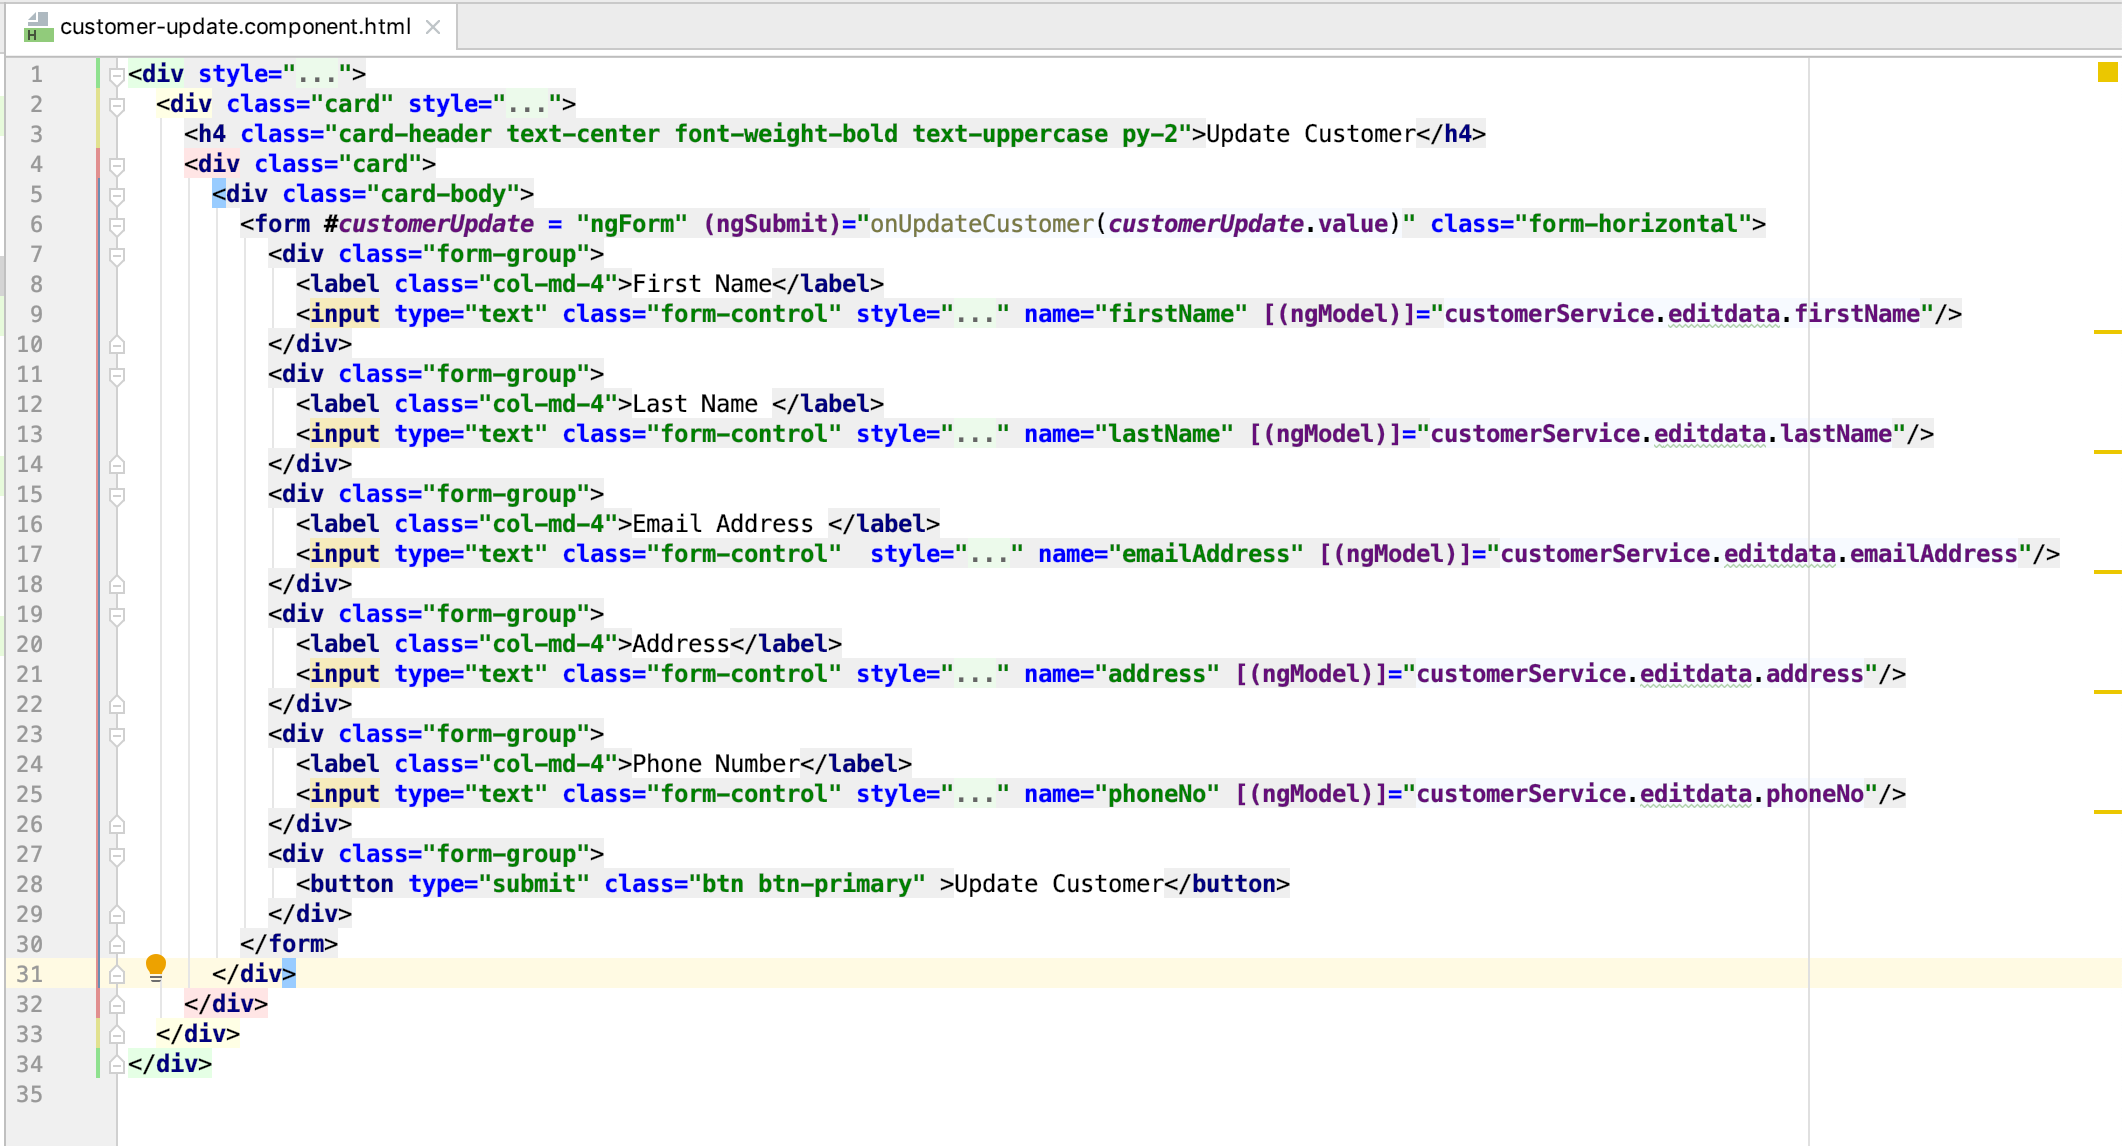 customer-update.component.html
1 <div style="...">
2 <div class="card" style="...">
3 <h4 class="card-header text-center font-weight-bold text-uppercase py-2">Update Customer</h4>
4 <div class="card">
5 <div class="card-body">
6 <form #customerUpdate = "ngForm" (ngSubmit)="onUpdateCustomer(customerUpdate.value)" class="form-horizontal">
7 <div class="form-group">
8 <label class="col-md-4">First Name</label>
9 <input type="text" class="form-control" style="..." name="firstName" [(ngModel)]="customerService.editdata.firstName"/>
10 </div>
11 <div class="form-group">
12 <label class="col-md-4">Last Name </label>
13 <input type="text" class="form-control" style="..." name="lastName" [(ngModel)]="customerService.editdata.lastName"/>
14 </div>
15 <div class="form-group">
16 <label class="col-md-4">Email Address </label>
17 <input type="text" class="form-control"  style="..." name="emailAddress" [(ngModel)]="customerService.editdata.emailAddress"/>
18 </div>
19 <div class="form-group">
20 <label class="col-md-4">Address</label>
21 <input type="text" class="form-control" style="..." name="address" [(ngModel)]="customerService.editdata.address"/>
22 </div>
23 <div class="form-group">
24 <label class="col-md-4">Phone Number</label>
25 <input type="text" class="form-control" style="..." name="phoneNo" [(ngModel)]="customerService.editdata.phoneNo"/>
26 </div>
27 <div class="form-group">
28 <button type="submit" class="btn btn-primary" >Update Customer</button>
29 </div>
30 </form>
31 </div>
32 </div>
33 </div>
34 </div>
35